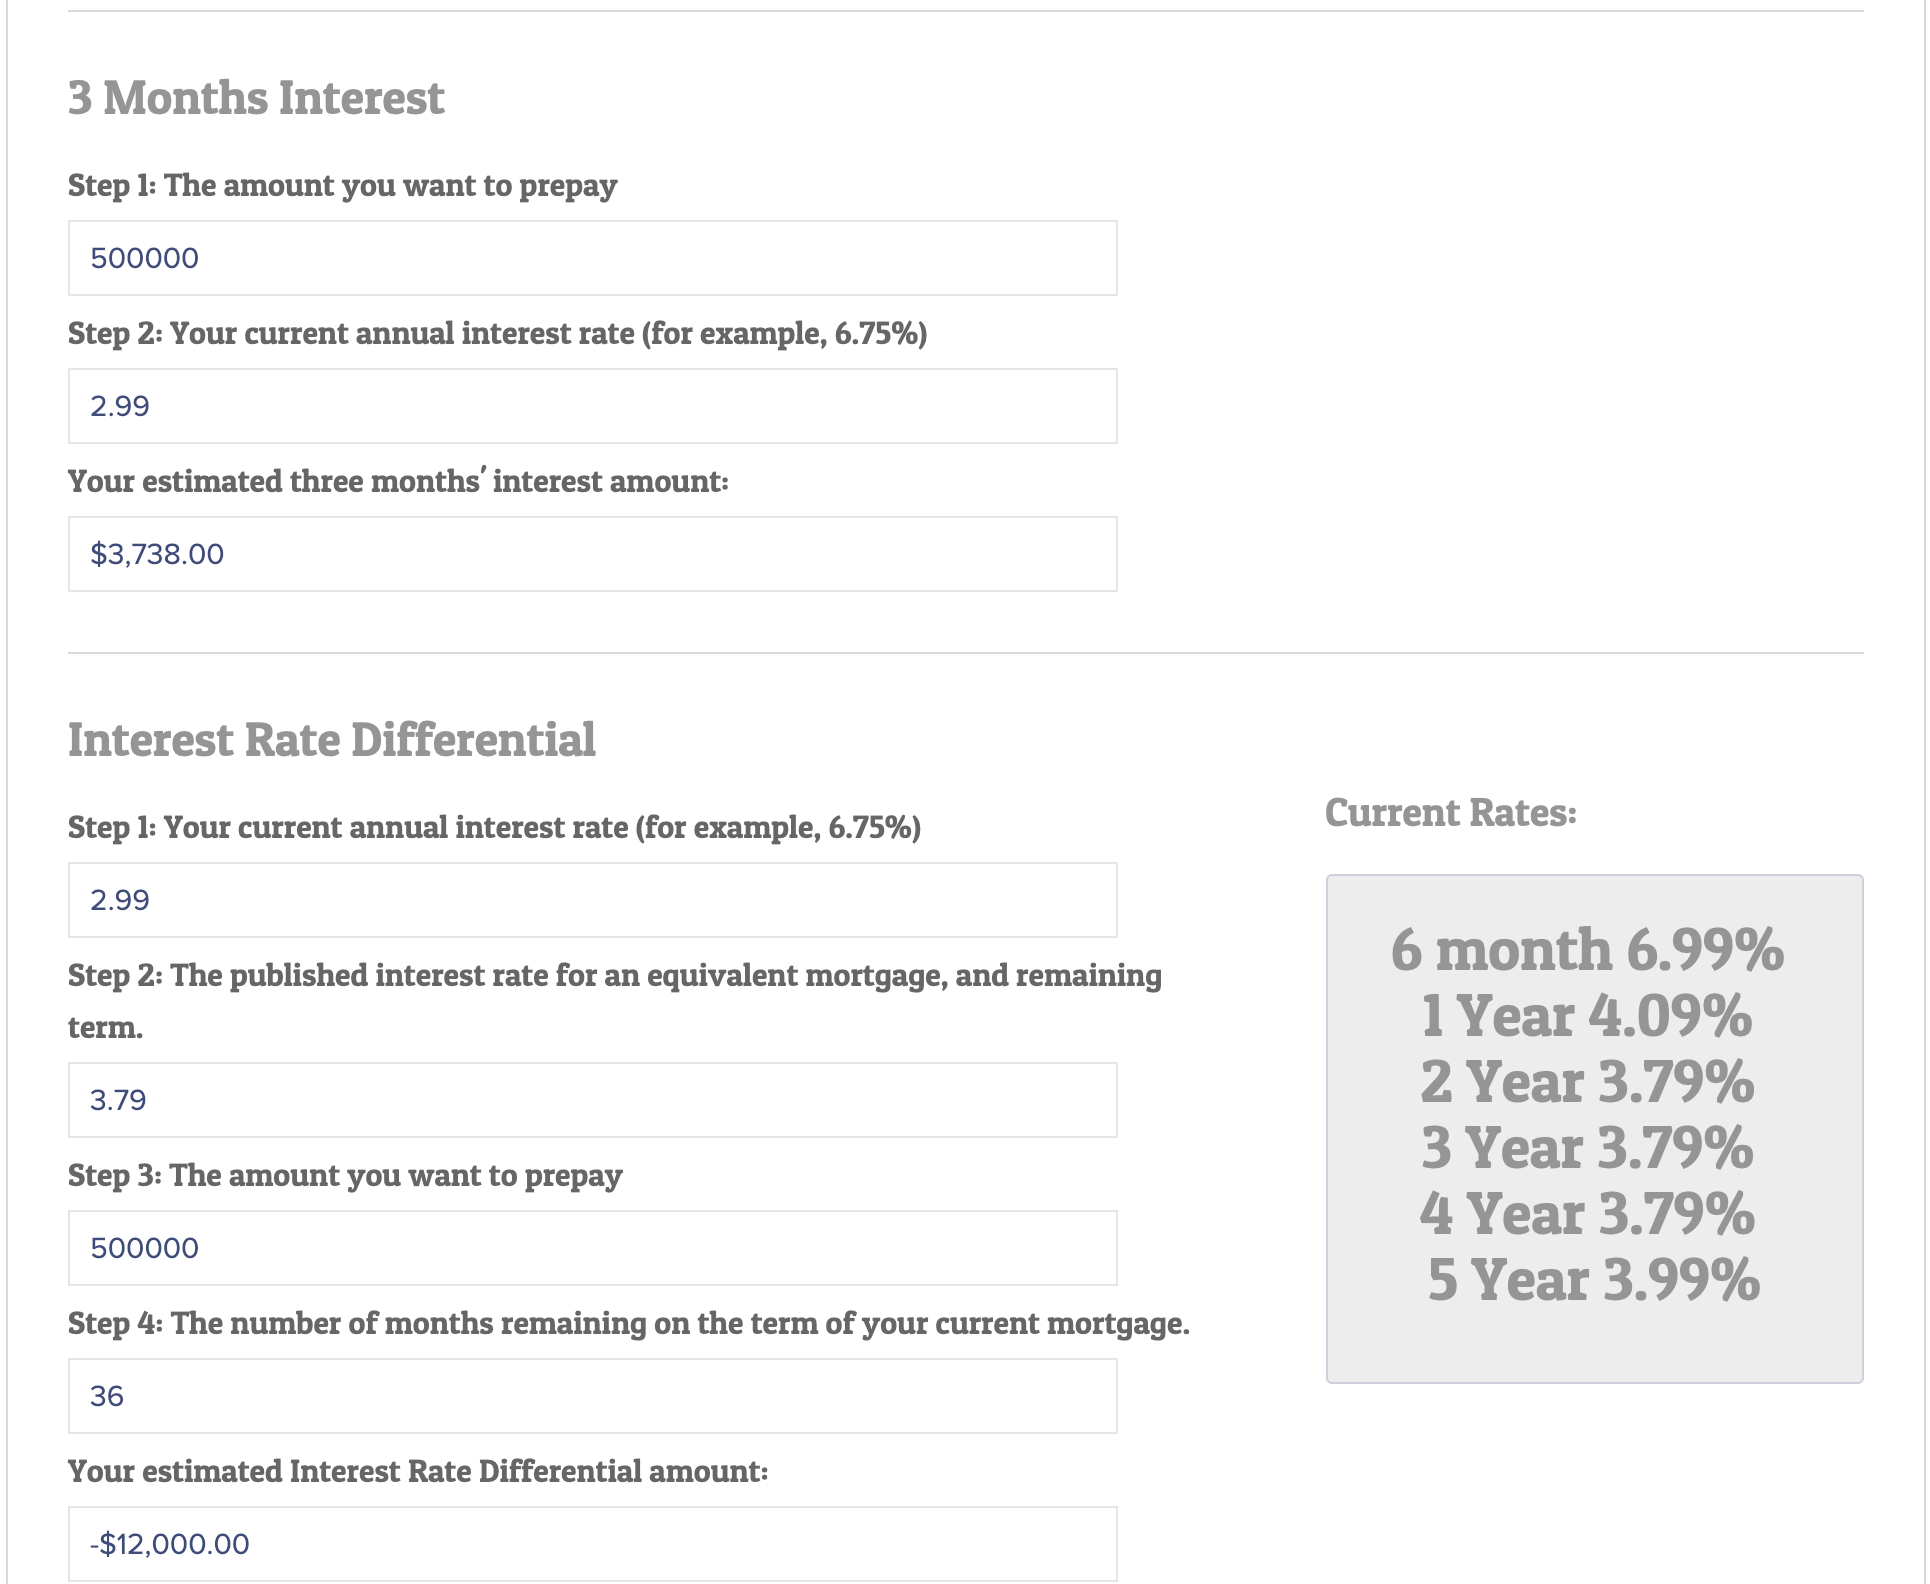 3 Months Interest
Step 1: The amount you want to prepay
500000
Step 2: Your current annual interest rate (for example, 6.75%)
2.99
Your estimated three months' interest amount:
$3,738.00
Interest Rate Differential
Step 1: Your current annual interest rate (for example, 6.75%)
2.99
Step 2: The published interest rate for an equivalent mortgage, and remaining
term.
3.79
Step 3: The amount you want to prepay
500000
Step 4: The number of months remaining on the term of your current mortgage.
36
Your estimated Interest Rate Differential amount:
-$12,000.00
Current Rates:
6 month 6.99%
1 Year 4.09%
2 Year 3.79%
3 Year 3.79%
4 Year 3.79%
5 Year 3.99%